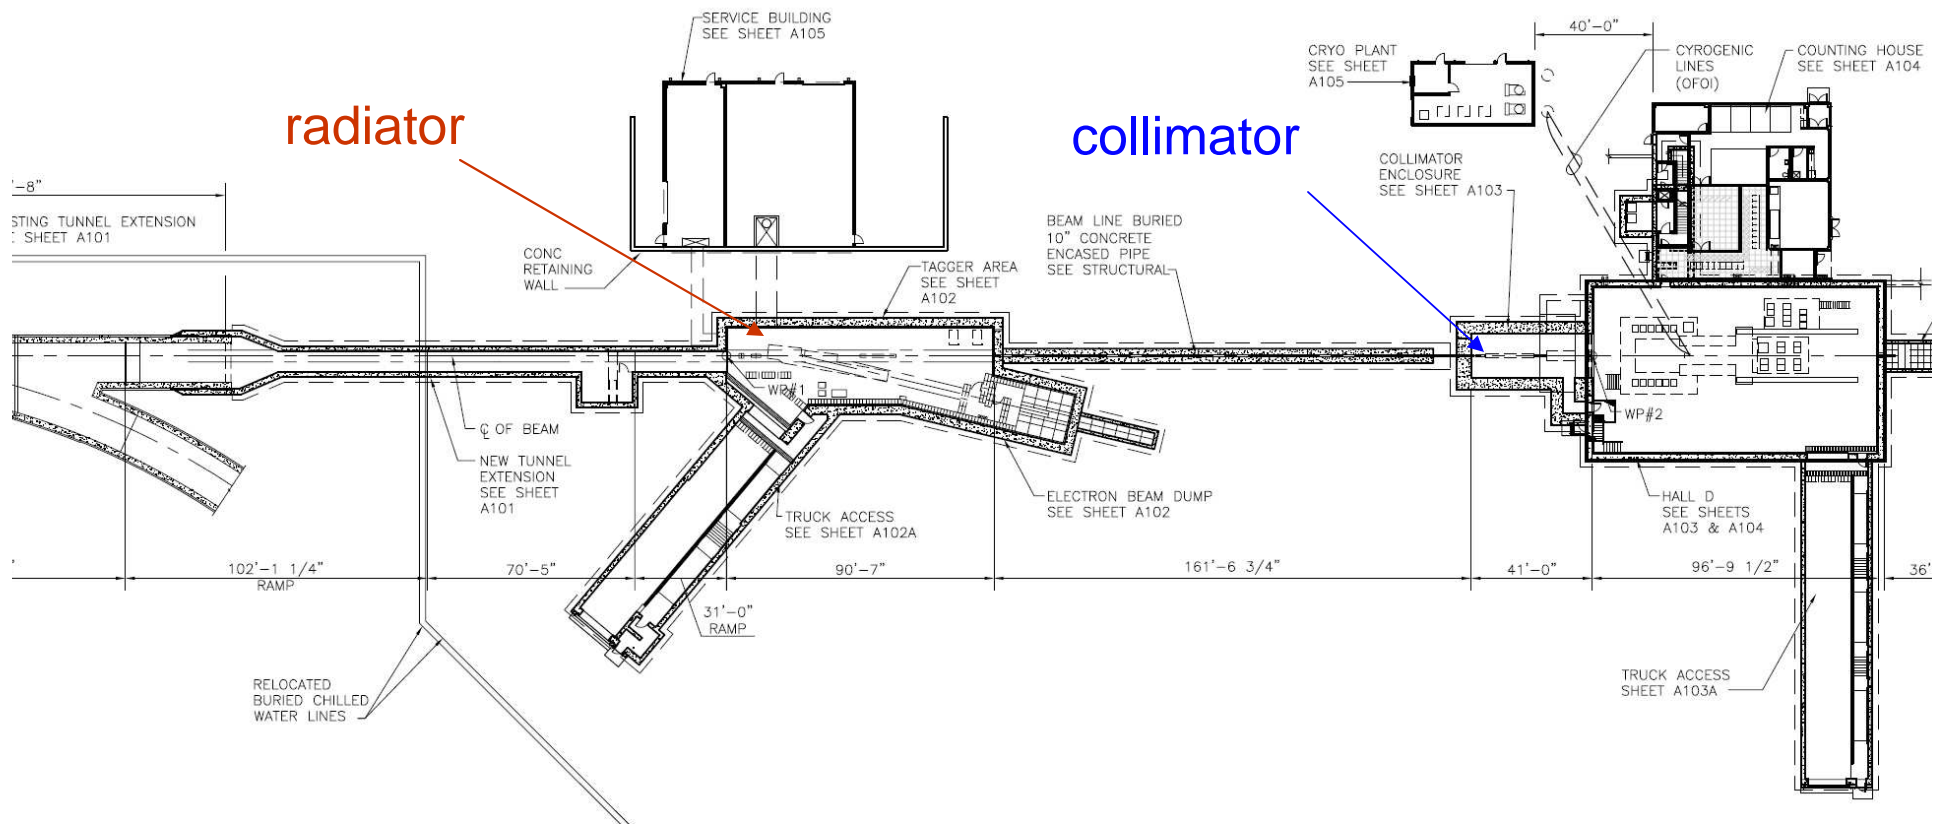 SERVICE BUILDING
SEE SHEET A105
radiator
40'-0"
CRYO PLANT
SEE SHEET
A105
CYROGENIC
LINES
(OFOI)
COUNTING HOUSE
SEE SHEET A104
collimator
COLLIMATOR
ENCLOSURE
SEE SHEET A103
'-8"
STING TUNNEL EXTENSION
E SHEET A101
CONC
RETAINING
WALL
TAGGER AREA
SEE SHEET
A102
BEAM LINE BURIED
10" CONCRETE
ENCASED PIPE
SEE STRUCTURAL
WP#1
WP#2
℄ OF BEAM
NEW TUNNEL
EXTENSION
SEE SHEET
A101
TRUCK ACCESS
SEE SHEET A102A
ELECTRON BEAM DUMP
SEE SHEET A102
HALL D
SEE SHEETS
A103 & A104
102'-1 1/4"
RAMP
70'-5"
31'-0"
RAMP
90'-7"
161'-6 3/4"
41'-0"
96'-9 1/2"
36'
RELOCATED
BURIED CHILLED
WATER LINES
TRUCK ACCESS
SHEET A103A